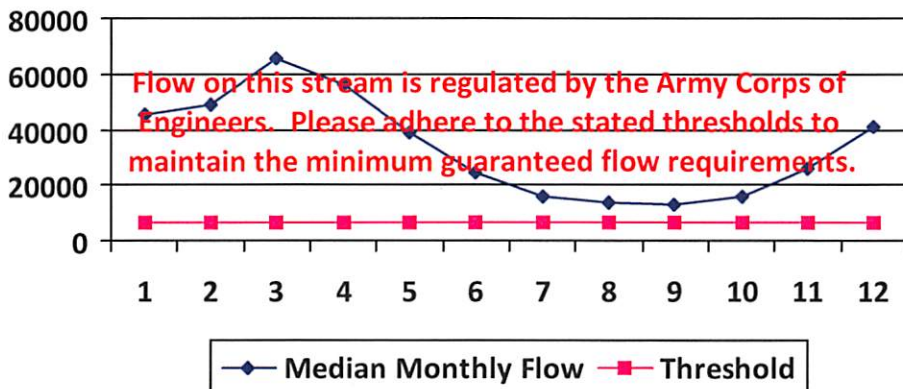 80000
60000
40000
20000
0
Flow on this stream is regulated by the Army Corps of
Engineers. Please adhere to the stated thresholds to
maintain the minimum guaranteed flow requirements.
1 2 3 4 5 6 7 8 9 10 11 12
Median Monthly Flow Threshold